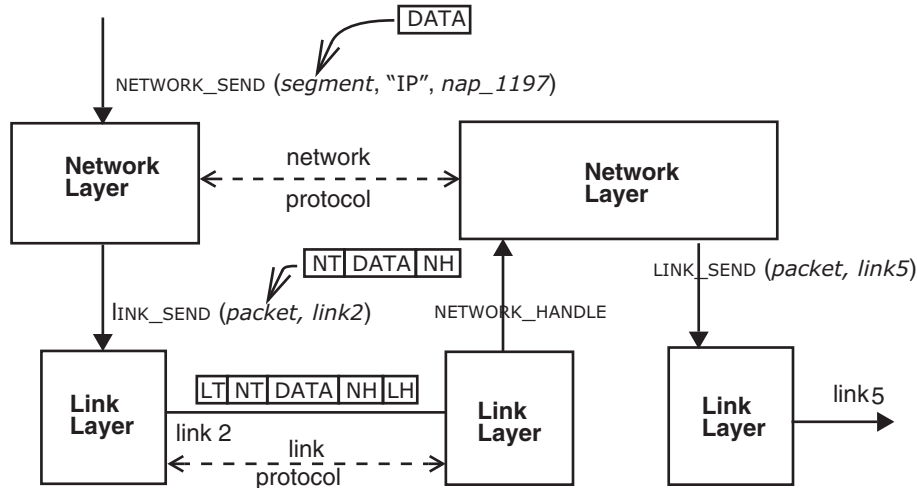 DATA
NETWORK_SEND (segment, “IP”, nap_1197)
Network
Layer
network
protocol
Network
Layer
NT DATA NH
lINK_SEND (packet, link2)
NETWORK_HANDLE
LINK_SEND (packet, link5)
Link
Layer
LT NT DATA NH LH
link 2
link
protocol
Link
Layer
Link
Layer
link5